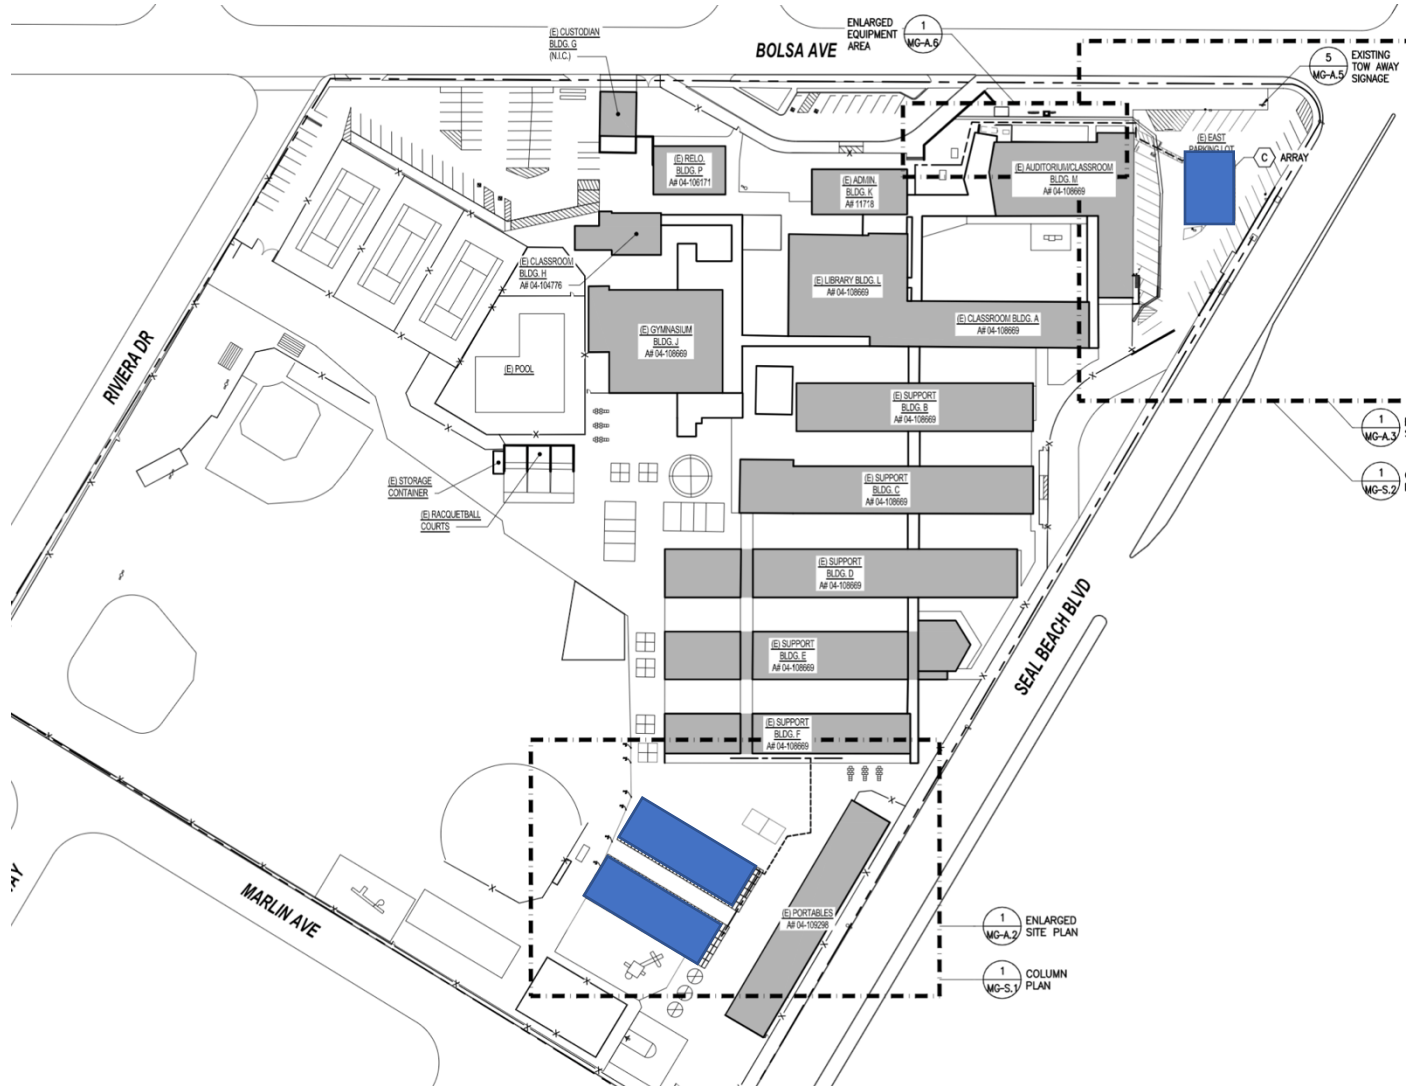 (E) CUSTODIAN
BLDG. G
(N.I.C.)
BOLSA AVE
ENLARGED
EQUIPMENT
AREA
1
MG-A.6
5
MG-A.5
EXISTING
TOW AWAY
SIGNAGE
(E) EAST
PARKING LOT
C
ARRAY
(E) RELO.
BLDG. P
A# 04-106171
(E) ADMIN.
BLDG. K
A# 11718
(E) AUDITORIUM/CLASSROOM
BLDG. M
A# 04-108669
(E) CLASSROOM
BLDG. H
A# 04-104776
(E) LIBRARY BLDG. L
A# 04-108669
(E) CLASSROOM BLDG. A
A# 04-108669
(E) GYMNASIUM
BLDG. J
A# 04-108669
RIVIERA DR
(E) POOL
(E) SUPPORT
BLDG. B
A# 04-108669
1
MG-A.3
1
MG-S.2
(E) STORAGE
CONTAINER
(E) RACQUETBALL
COURTS
(E) SUPPORT
BLDG. C
A# 04-108669
(E) SUPPORT
BLDG. D
A# 04-108669
(E) SUPPORT
BLDG. E
A# 04-108669
SEAL BEACH BLVD
(E) SUPPORT
BLDG. F
A# 04-108669
MARLIN AVE
(E) PORTABLES
A# 04-109298
1
MG-A.2
ENLARGED
SITE PLAN
1
MG-S.1
COLUMN
PLAN